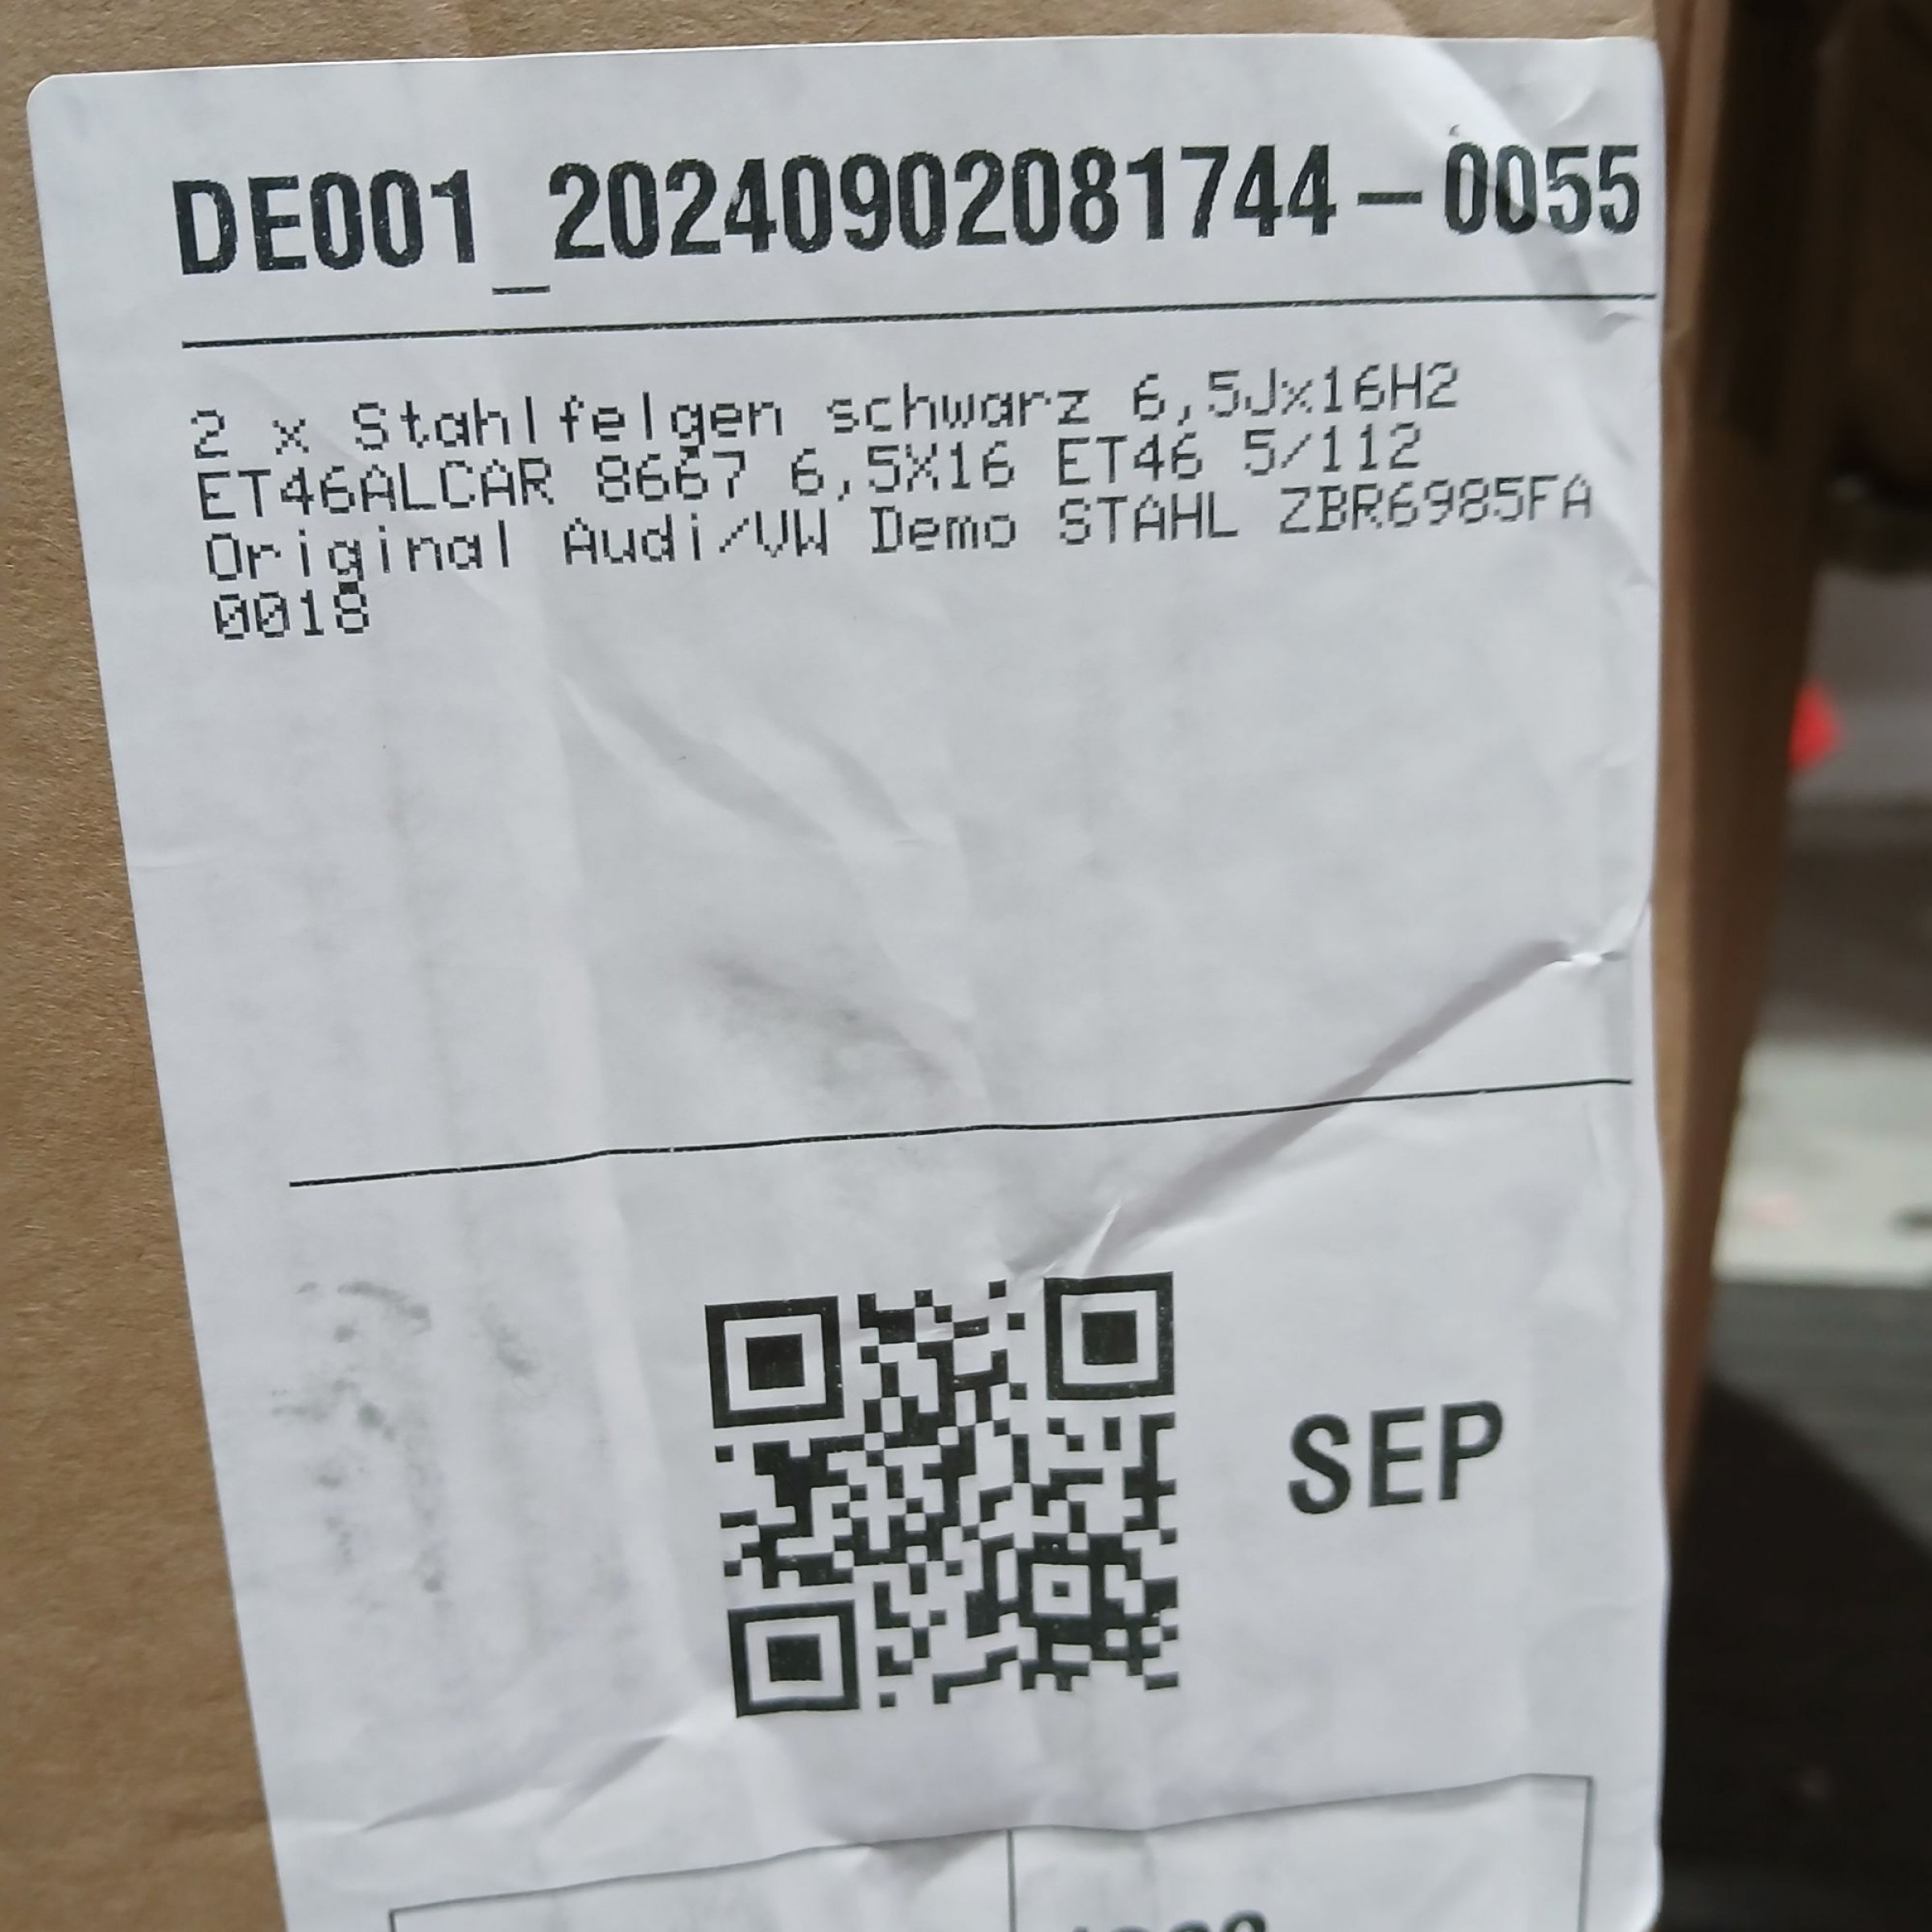 DE001_20240902081744-0055
2 x Stahlfelgen schwarz 6,5Jx16H2
ET46ALCAR 8667 6,5X16 ET46 5/112
Original Audi/VW Demo STAHL ZBR6985FA
0018
SEP